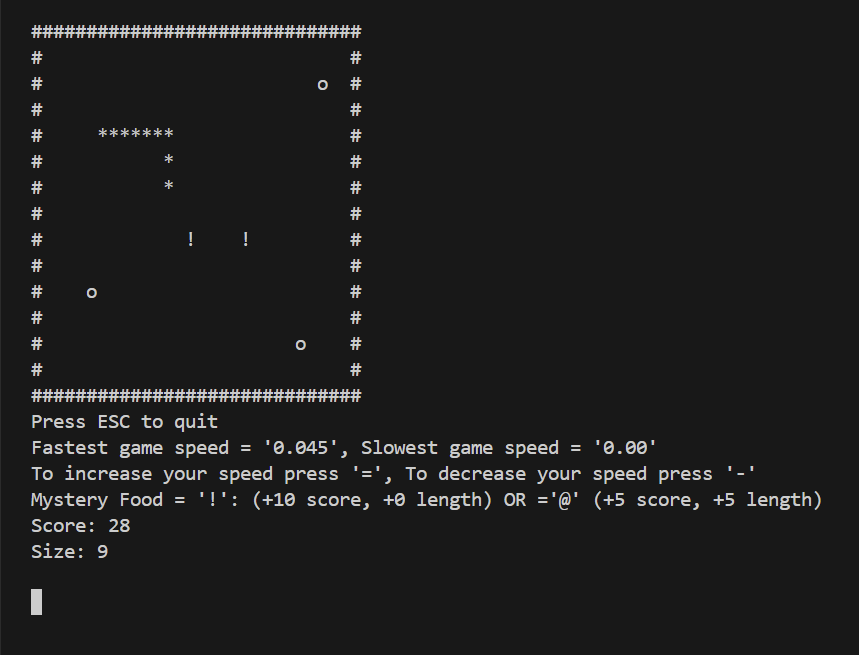 ##############################
#                            #
#                         o  #
#                            #
#     *******                #
#           *                #
#           *                #
#                            #
#             !    !         #
#                            #
#    o                       #
#                            #
#                       o    #
#                            #
##############################
Press ESC to quit
Fastest game speed = '0.045', Slowest game speed = '0.00'
To increase your speed press '=', To decrease your speed press '-'
Mystery Food = '!': (+10 score, +0 length) OR ='@' (+5 score, +5 length)
Score: 28
Size: 9